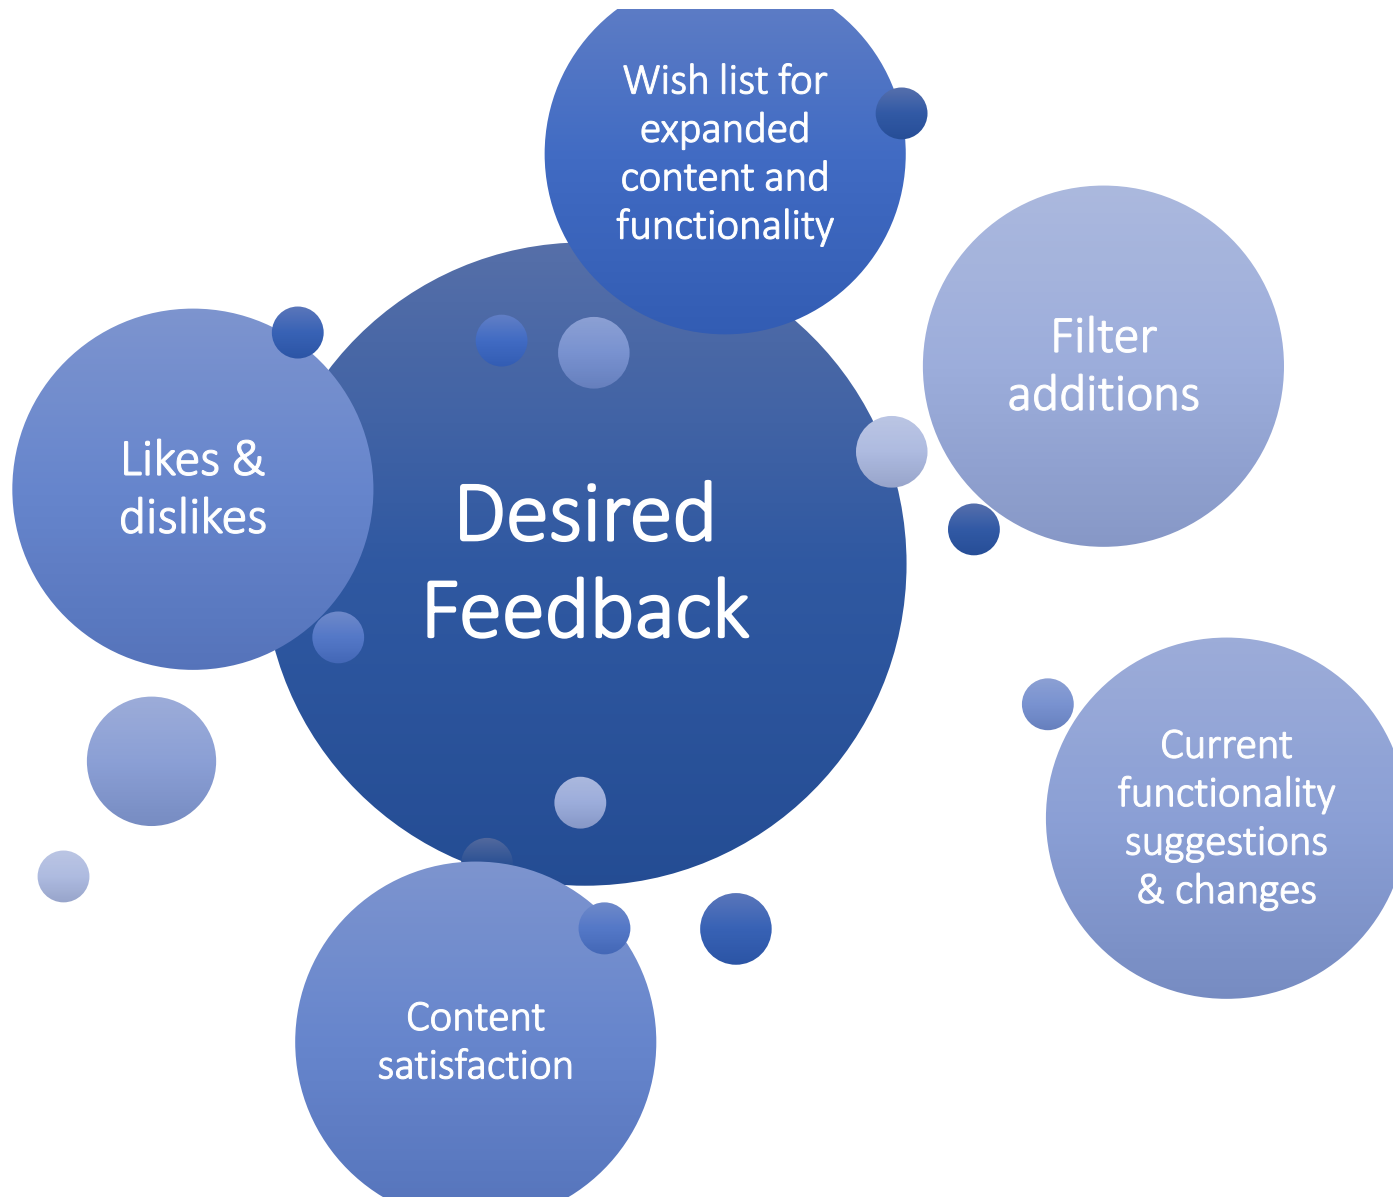 Wish list for
expanded
content and
functionality
Filter
additions
Likes &
dislikes
Desired
Feedback
Current
functionality
suggestions
& changes
Content
satisfaction